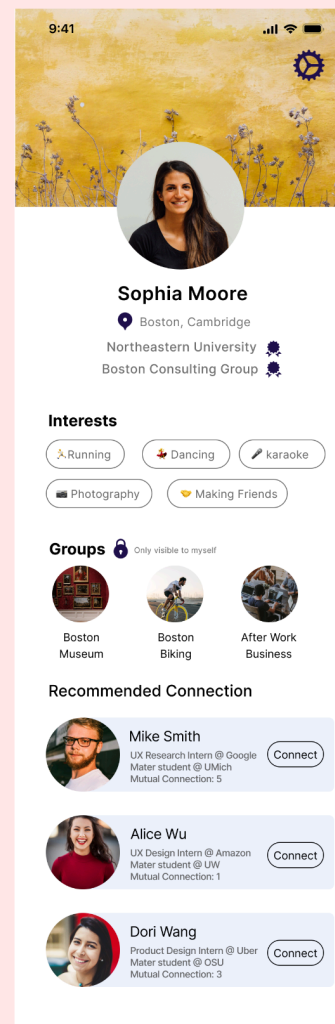 9:41
Sophia Moore
Boston, Cambridge
Northeastern University
Boston Consulting Group
Interests
Running
Dancing
karaoke
Photography
Making Friends
Groups
Only visible to myself
Boston
Museum
Boston
Biking
After Work
Business
Recommended Connection
Mike Smith
UX Research Intern @ Google
Mater student @ UMich
Mutual Connection: 5
Connect
Alice Wu
UX Design Intern @ Amazon
Mater student @ UW
Mutual Connection: 1
Connect
Dori Wang
Product Design Intern @ Uber
Mater student @ OSU
Mutual Connection: 3
Connect